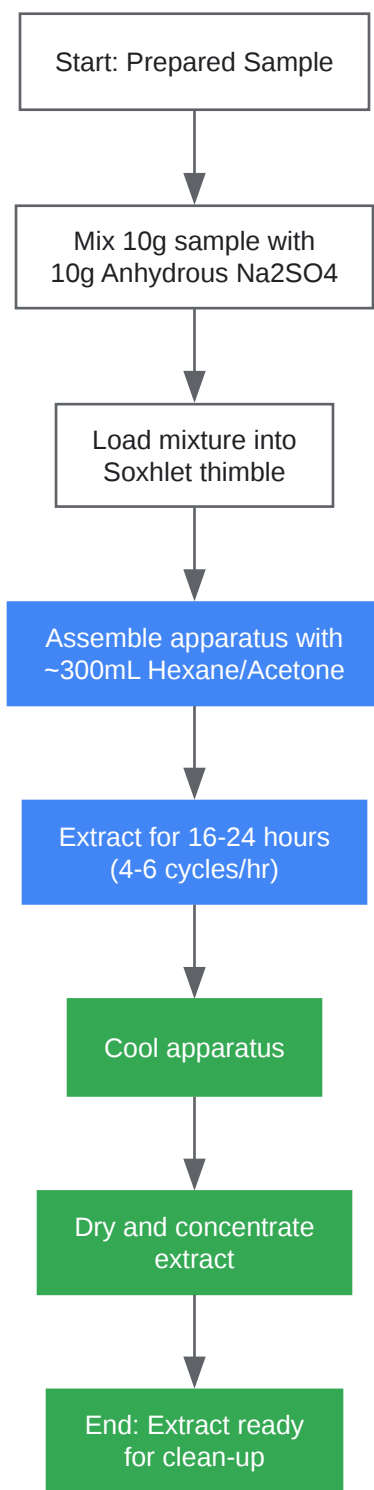 Start: Prepared Sample
Mix 10g sample with
10g Anhydrous Na2SO4
Load mixture into
Soxhlet thimble
Assemble apparatus with
~300mL Hexane/Acetone
Extract for 16-24 hours
(4-6 cycles/hr)
Cool apparatus
Dry and concentrate
extract
End: Extract ready
for clean-up